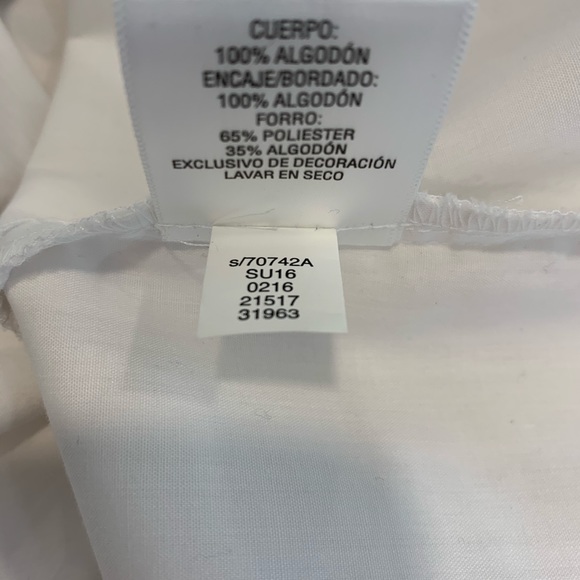 CUERPO:
100% ALGODÓN
ENCAJE/BORDADO:
100% ALGODÓN
FORRO:
65% POLIESTER
35% ALGODÓN
EXCLUSIVO DE DECORACIÓN
LAVAR EN SECO
s/70742A
SU16
0216
21517
31963